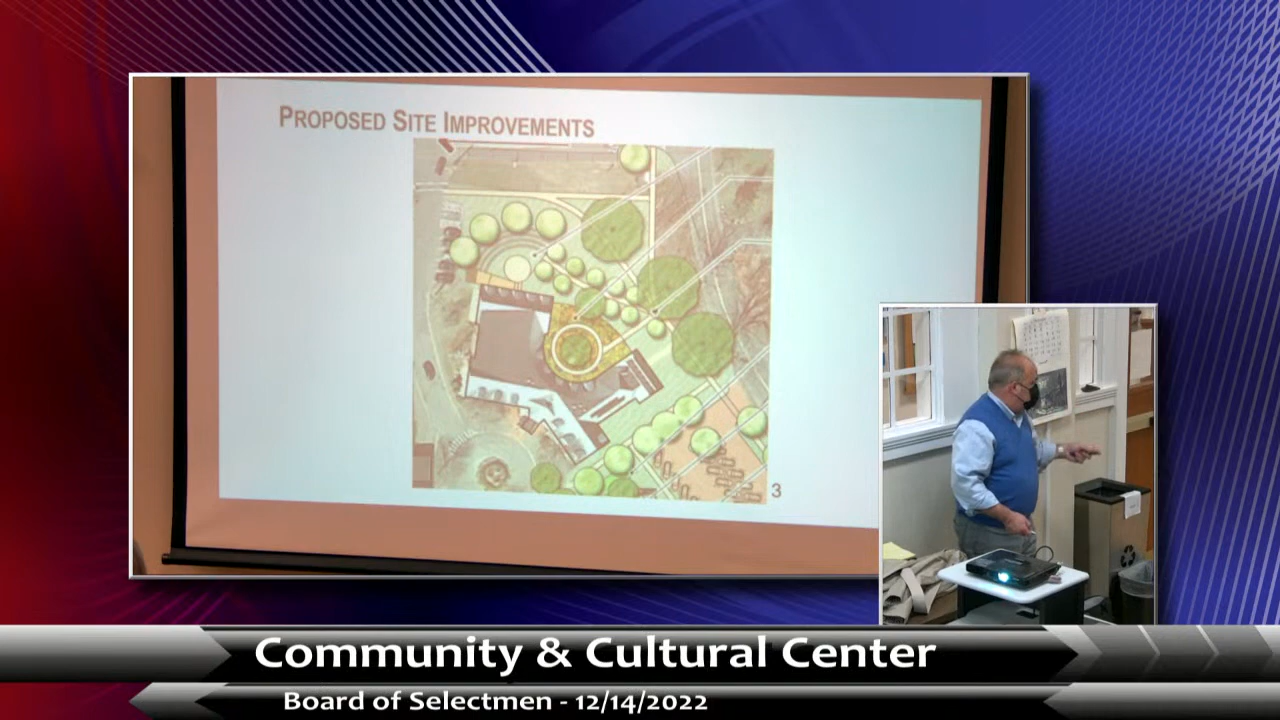 PROPOSED SITE IMPROVEMENTS
3
Community & Cultural Center
Board of Selectmen - 12/14/2022